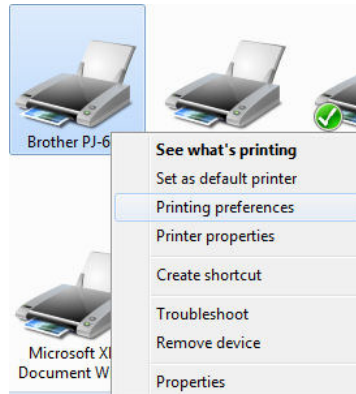 Brother PJ-6
See what's printing
Set as default printer
Printing preferences
Printer properties
Create shortcut
Troubleshoot
Remove device
Properties
Microsoft X
Document W